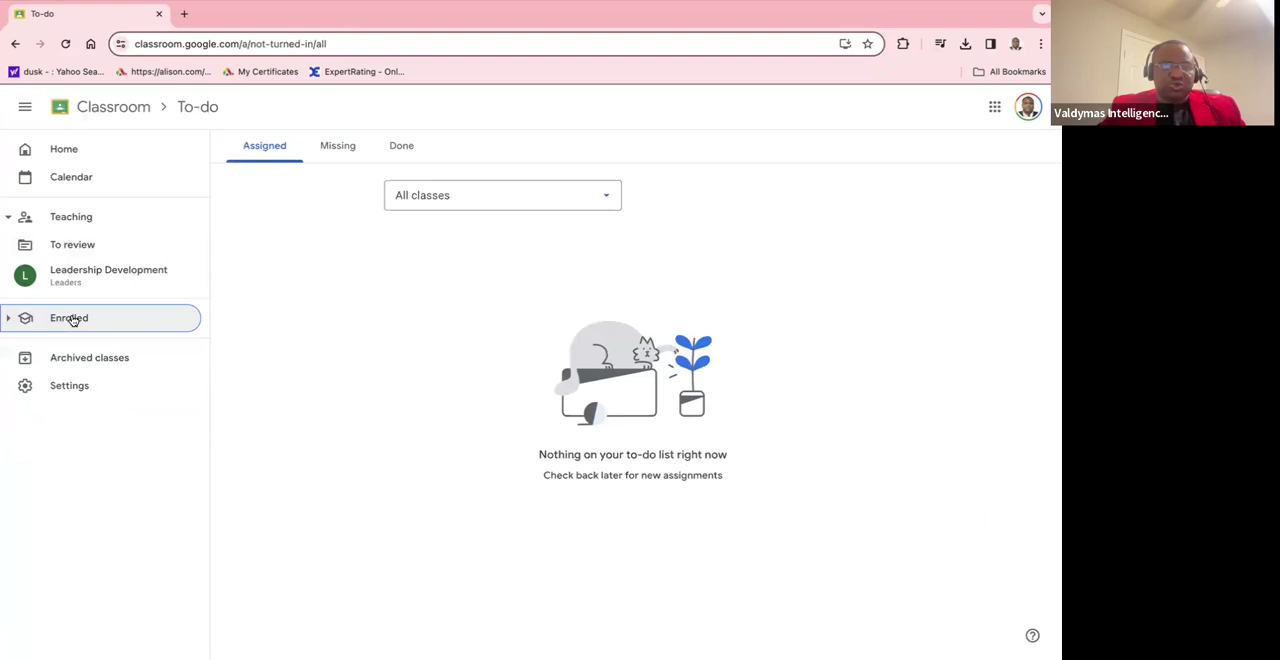 To-do
classroom.google.com/a/not-turned-in/all
dusk - : Yahoo Sea...
https://alison.com/...
My Certificates
ExpertRating - Onl...
All Bookmarks
Valdymas Intelligenc...
Classroom > To-do
Home
Calendar
Teaching
To review
L
Leadership Development
Leaders
Enrolled
Archived classes
Settings
Assigned
Missing
Done
All classes
Nothing on your to-do list right now
Check back later for new assignments